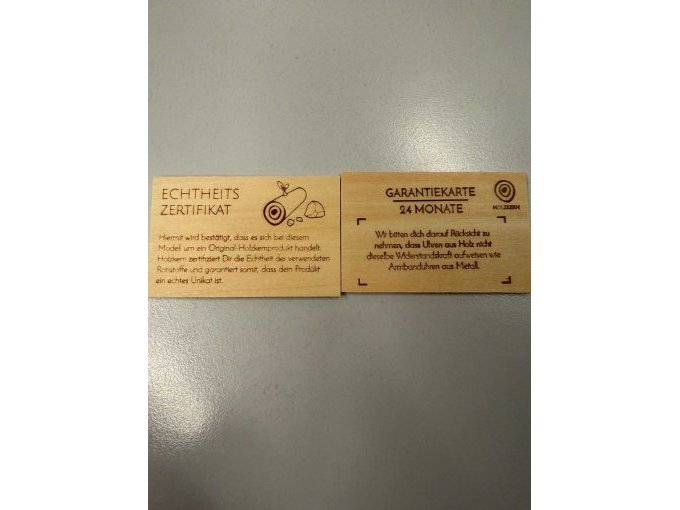 ECHTHEITS
ZERTIFIKAT
Hiermit wird bestätigt, dass es sich bei diesem
Modell um ein Original-Holzkernprodukt handelt.
Holzkern zertifiziert Dir die Echtheit der verwendeten
Rohstoffe und garantiert somit, dass dein Produkt
ein echtes Unikat ist.
GARANTIEKARTE
24 MONATE
HOLZKERN
Wir bitten dich darauf Rücksicht zu
nehmen, dass Uhren aus Holz nicht
dieselbe Widerstandskraft aufweisen wie
Armbanduhren aus Metall.